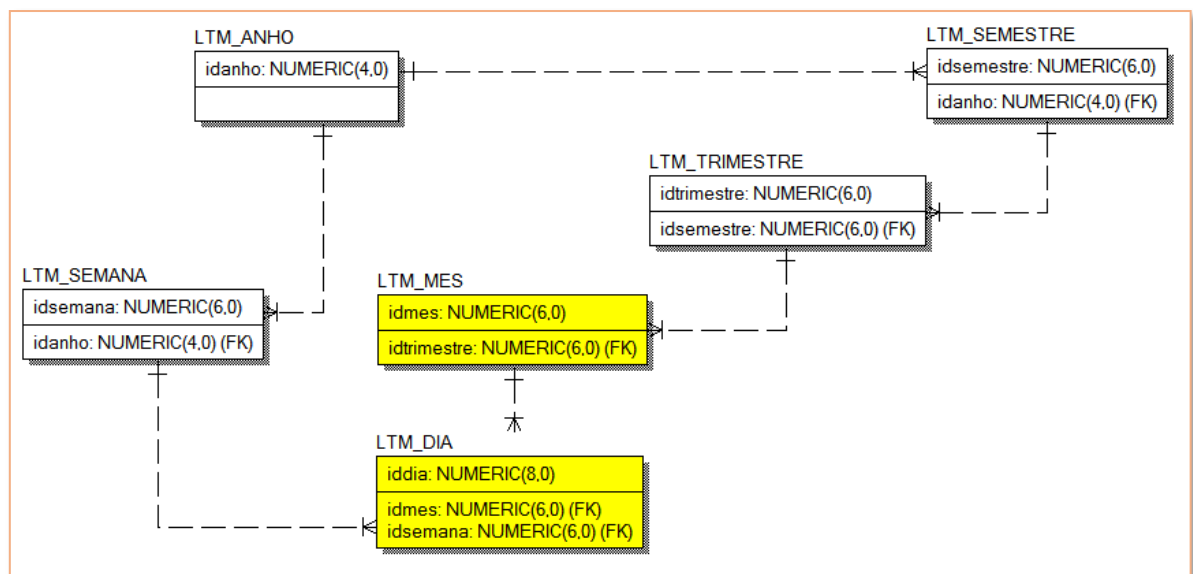 LTM_ANHO
idanho: NUMERIC(4,0)
LTM_SEMESTRE
idsemestre: NUMERIC(6,0)
idanho: NUMERIC(4,0) (FK)
LTM_TRIMESTRE
idtrimestre: NUMERIC(6,0)
idsemestre: NUMERIC(6,0) (FK)
LTM_SEMANA
idsemana: NUMERIC(6,0)
idanho: NUMERIC(4,0) (FK)
LTM_MES
idmes: NUMERIC(6,0)
idtrimestre: NUMERIC(6,0) (FK)
LTM_DIA
iddia: NUMERIC(8,0)
idmes: NUMERIC(6,0) (FK)
idsemana: NUMERIC(6,0) (FK)